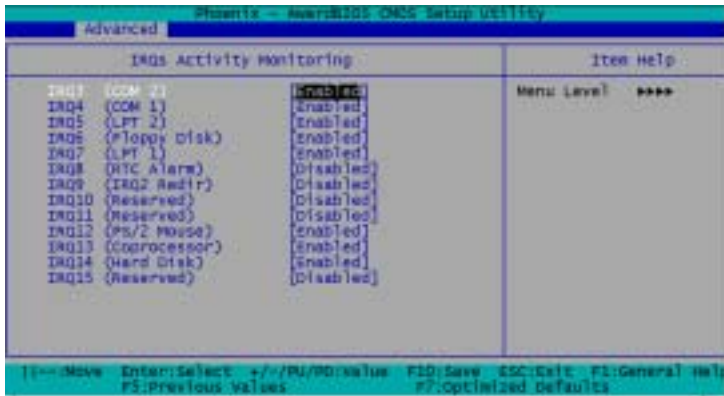 Phoenix - AwardBIOS CMOS Setup Utility
Advanced
IRQs Activity Monitoring
Item Help
IRQ3 (COM 2) [Enabled]
Menu Level ▸▸▸▸
IRQ4 (COM 1) [Enabled]
IRQ5 (LPT 2) [Enabled]
IRQ6 (Floppy Disk) [Enabled]
IRQ7 (LPT 1) [Enabled]
IRQ8 (RTC Alarm) [Disabled]
IRQ9 (IRQ2 Redir) [Disabled]
IRQ10 (Reserved) [Disabled]
IRQ11 (Reserved) [Disabled]
IRQ12 (PS/2 Mouse) [Enabled]
IRQ13 (Coprocessor) [Enabled]
IRQ14 (Hard Disk) [Enabled]
IRQ15 (Reserved) [Disabled]
:Move Enter:Select +/-/PU/PD:Value F10:Save ESC:Exit F1:General Help
F5:Previous Values F7:Optimized Defaults